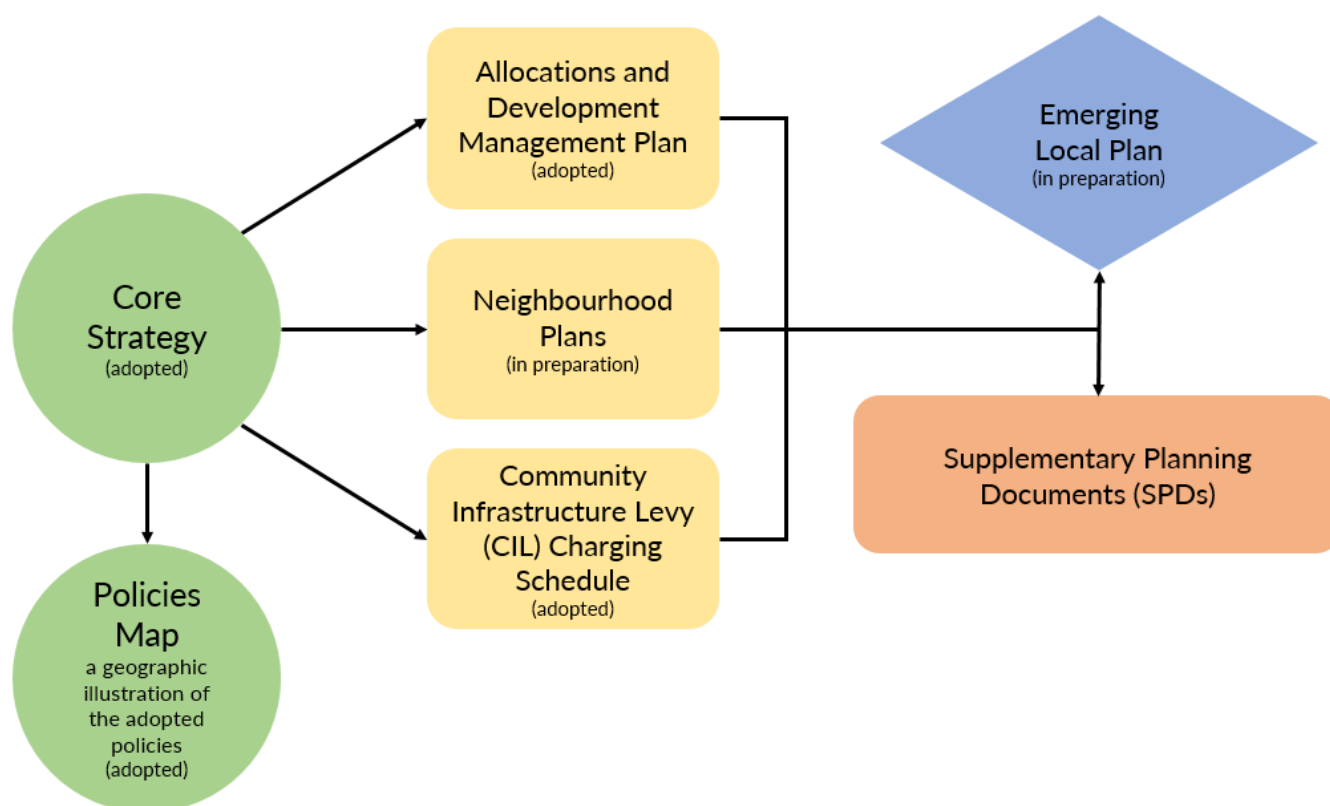 Core
Strategy
(adopted)
Policies
Map
a geographic
illustration of
the adopted
policies
(adopted)
Allocations and
Development
Management Plan
(adopted)
Neighbourhood
Plans
(in preparation)
Community
Infrastructure Levy
(CIL) Charging
Schedule
(adopted)
Emerging
Local Plan
(in preparation)
Supplementary Planning
Documents (SPDs)